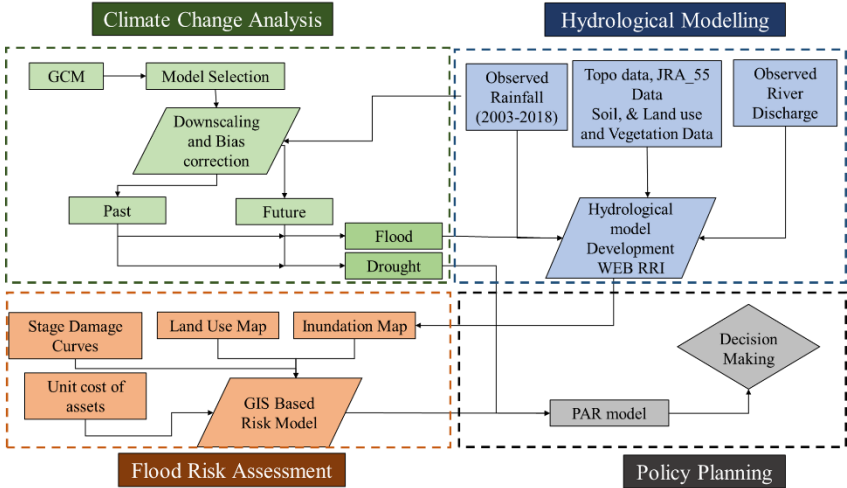 Climate Change Analysis
Hydrological Modelling
GCM
Model Selection
Downscaling
and Bias
correction
Past
Future
Flood
Drought
Observed
Rainfall
(2003-2018)
Topo data, JRA_55
Data
Soil, & Land use
and Vegetation Data
Observed
River
Discharge
Hydrological
model
Development
WEB RRI
Stage Damage
Curves
Land Use Map
Inundation Map
Unit cost of
assets
GIS Based
Risk Model
Decision
Making
PAR model
Flood Risk Assessment
Policy Planning